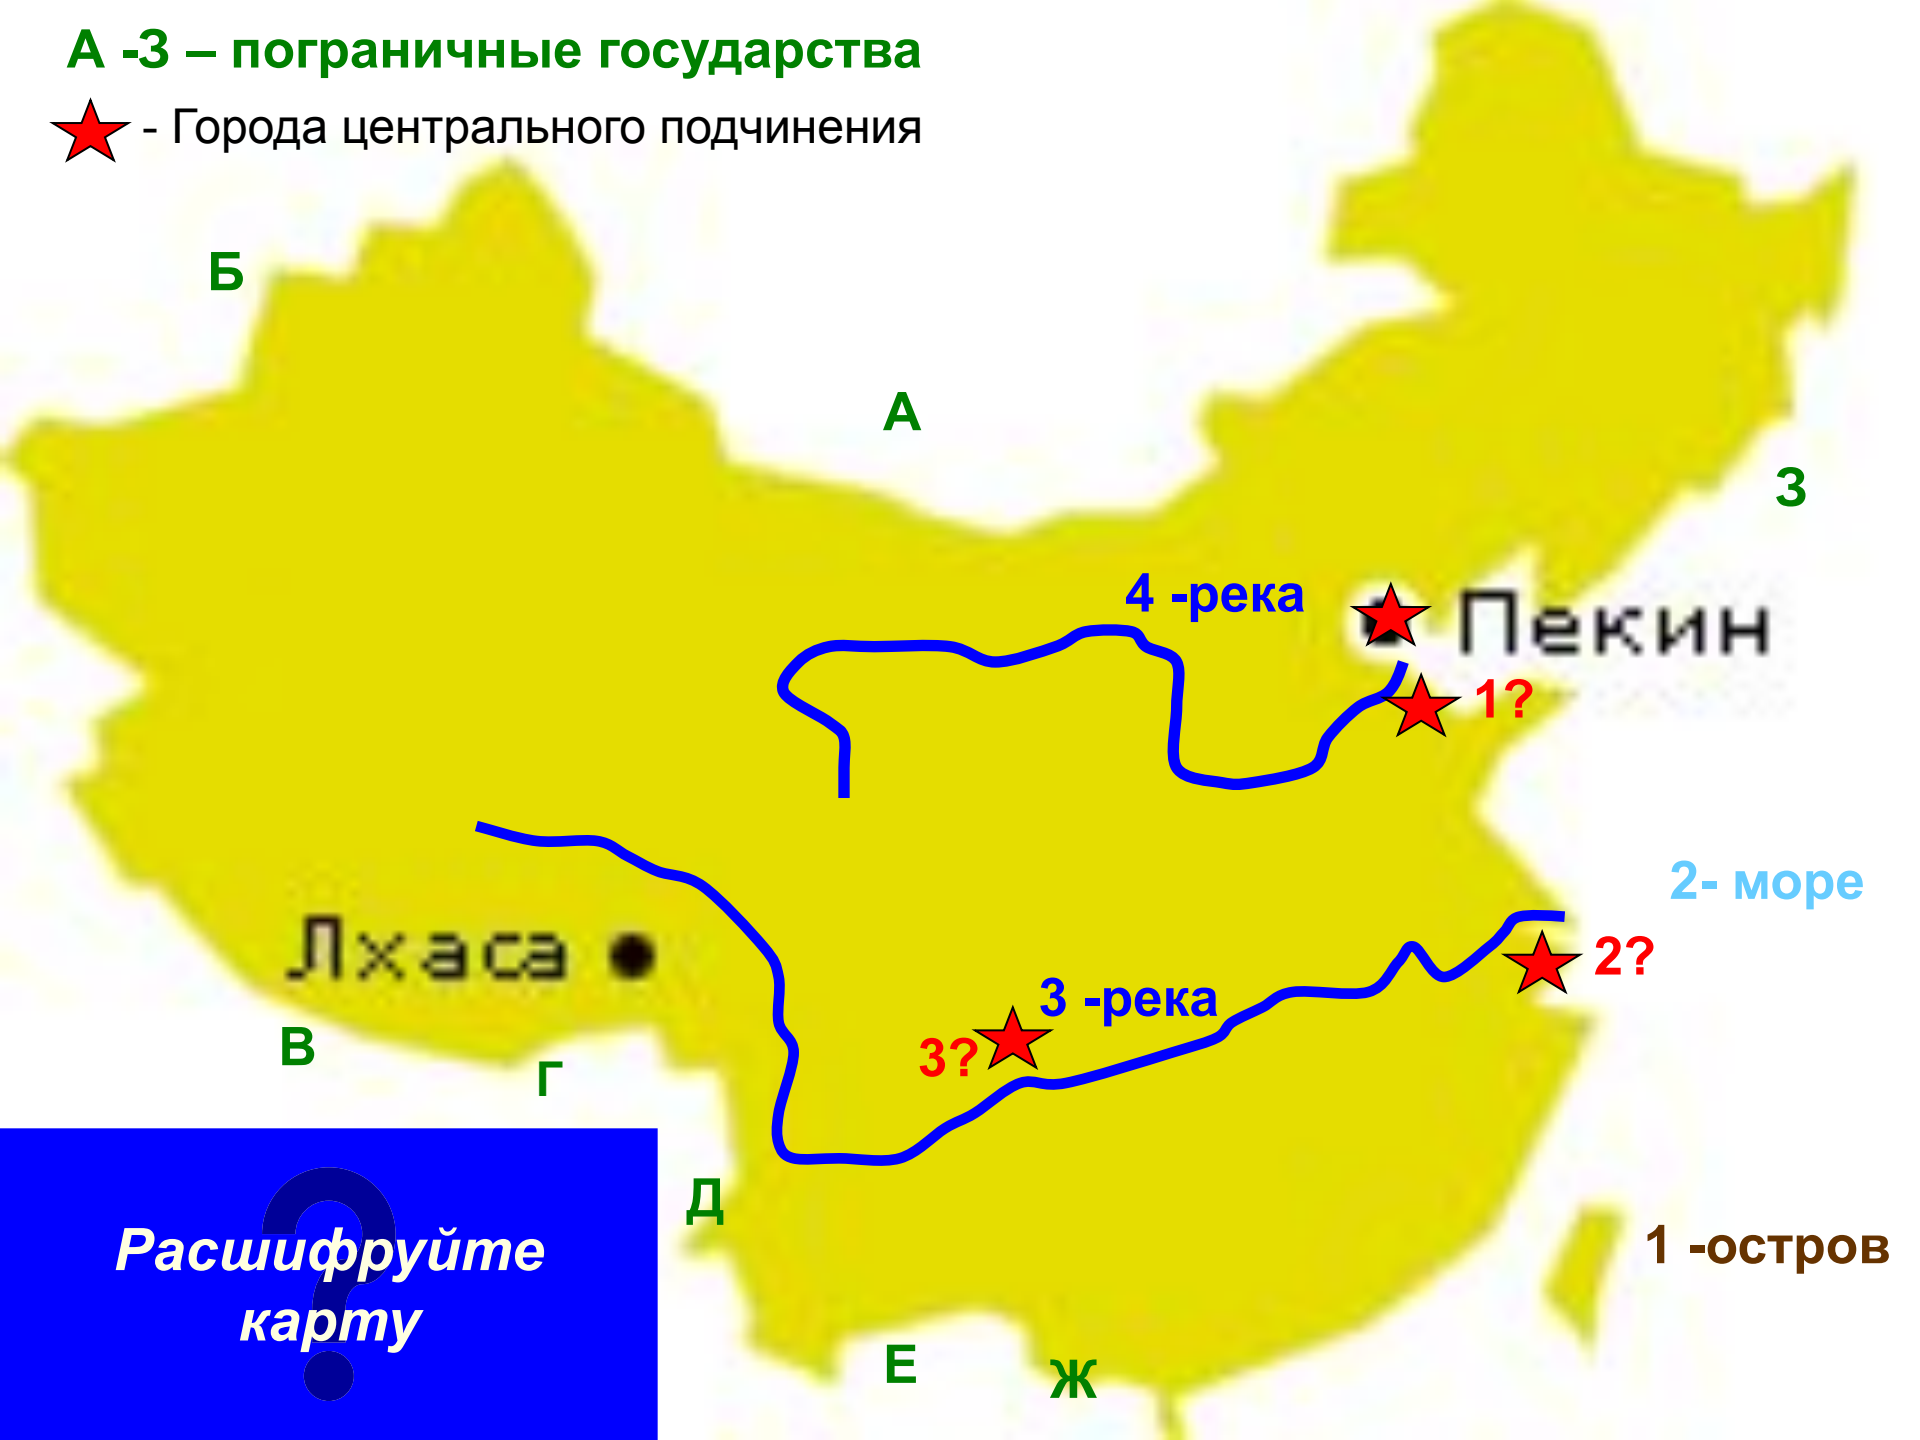 А -З – пограничные государства
- Города центрального подчинения
Б
А
З
4 -река
Пекин
1?
2- море
Лхаса
2?
3 -река
3?
В
Г
Д
1 -остров
Расшифруйте
карту
Е
Ж